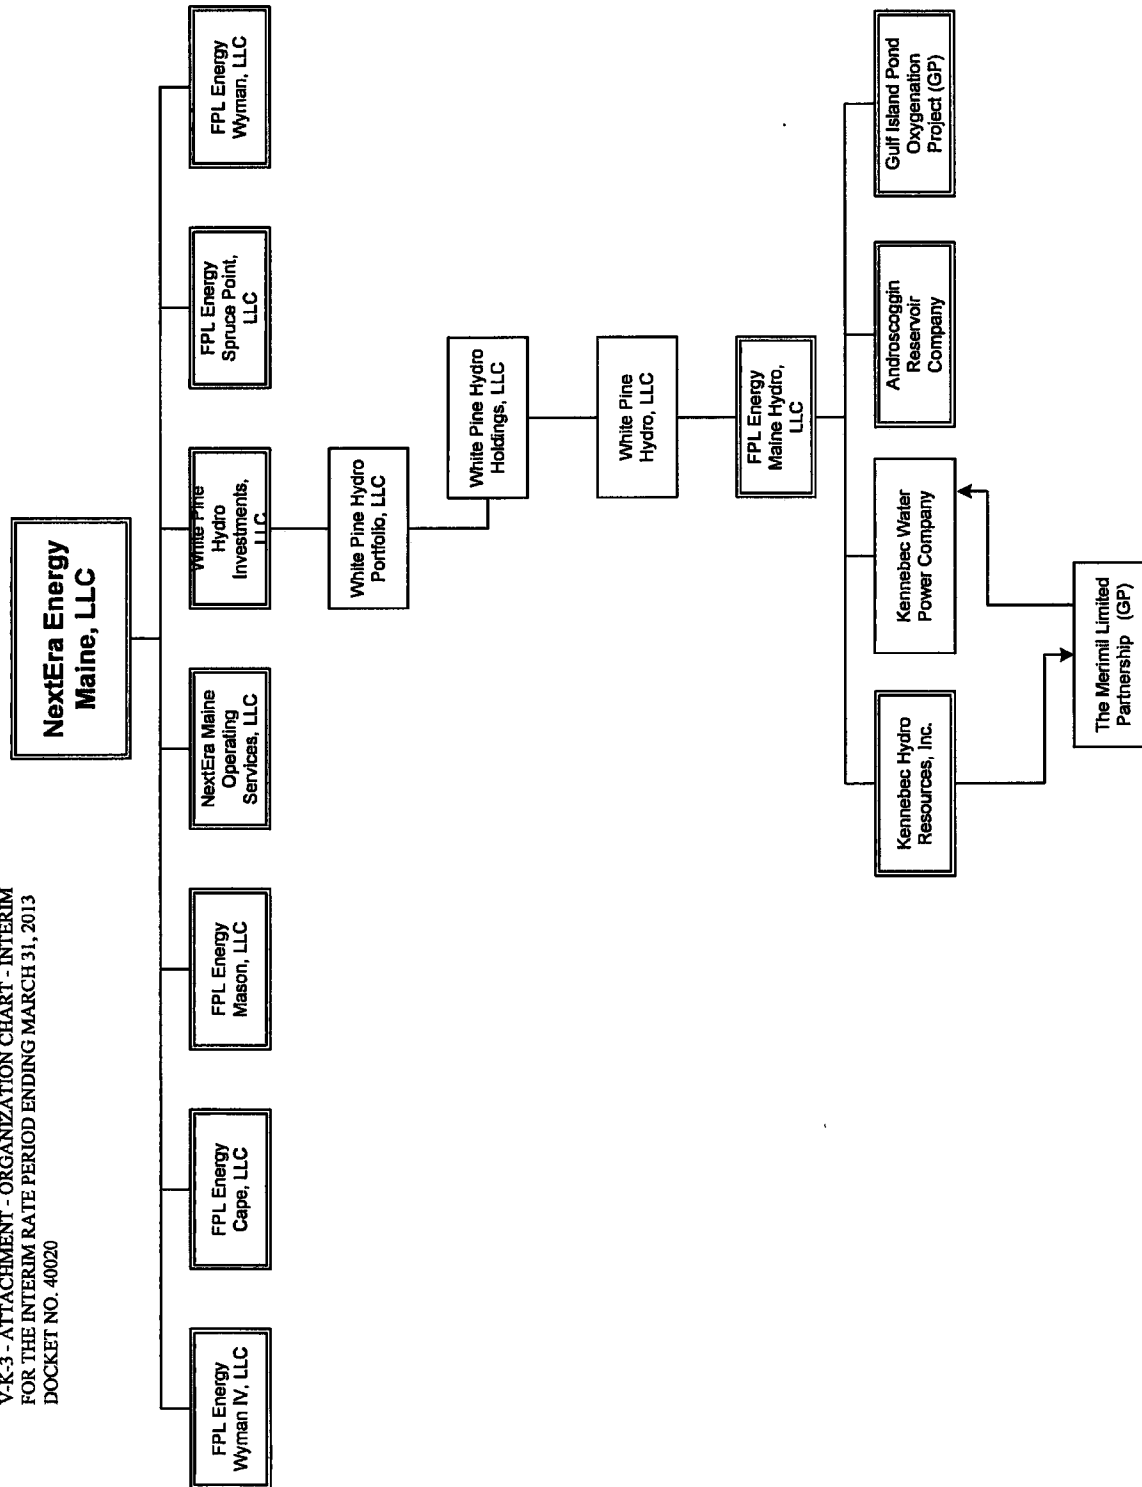 V-K-3 - ATTACHMENT - ORGANIZATION CHART - INTERIM
FOR THE INTERIM RATE PERIOD ENDING MARCH 31, 2013
DOCKET NO. 40020
NextEra Energy
Maine, LLC
FPL Energy
Wyman IV, LLC
FPL Energy
Cape, LLC
FPL Energy
Mason, LLC
NextEra Maine
Operating
Services, LLC
White Pine
Hydro
Investments,
LLC
FPL Energy
Spruce Point,
LLC
FPL Energy
Wyman, LLC
White Pine Hydro
Portfolio, LLC
White Pine Hydro
Holdings, LLC
White Pine
Hydro, LLC
FPL Energy
Maine Hydro,
LLC
Kennebec Hydro
Resources, Inc.
Kennebec Water
Power Company
Androscoggin
Reservoir
Company
Gulf Island Pond
Oxygenation
Project (GP)
The Merimil Limited
Partnership (GP)